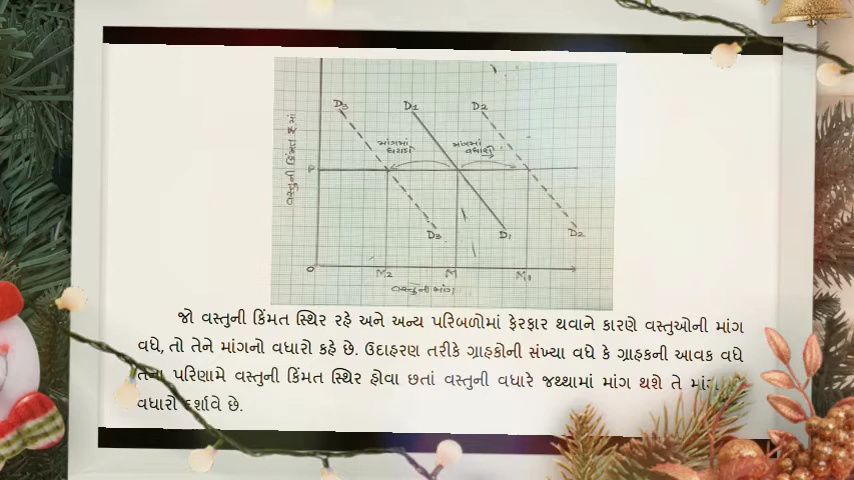 D3 D1 D2
માંગમાં માંગમાં
ઘટાડો વધારો
વસ્તુની કિંમત રૂ.માં
P
D3 D1 D2
O M2 M M1
વસ્તુની માંગ
જો વસ્તુની કિંમત સ્થિર રહે અને અન્ય પરિબળોમાં ફેરફાર થવાને કારણે વસ્તુઓની માંગ
વધે, તો તેને માંગનો વધારો કહે છે. ઉદાહરણ તરીકે ગ્રાહકોની સંખ્યા વધે કે ગ્રાહકની આવક વધે
તેના પરિણામે વસ્તુની કિંમત સ્થિર હોવા છતાં વસ્તુની વધારે જથ્થામાં માંગ થશે તે
વધારો દર્શાવે છે.